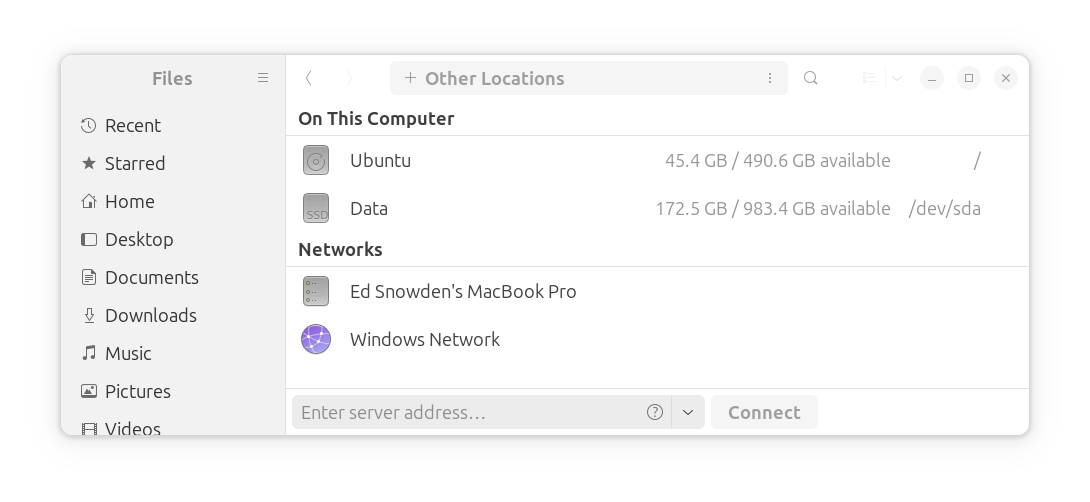 Files
Other Locations
Recent
Starred
Home
Desktop
Documents
Downloads
Music
Pictures
Videos
On This Computer
Ubuntu 45.4 GB / 490.6 GB available /
SSD
Data 172.5 GB / 983.4 GB available /dev/sda
Networks
Ed Snowden's MacBook Pro
Windows Network
Enter server address… Connect